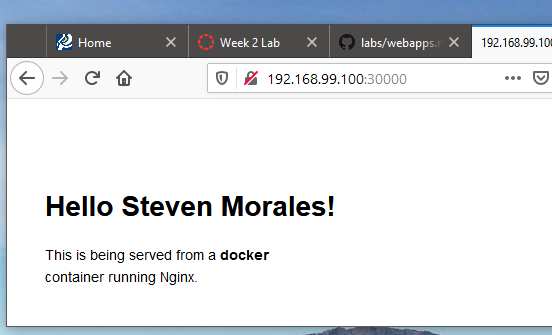 Home
Week 2 Lab
labs/webapps.
192.168.99.100
192.168.99.100:30000
Hello Steven Morales!
This is being served from a docker
container running Nginx.